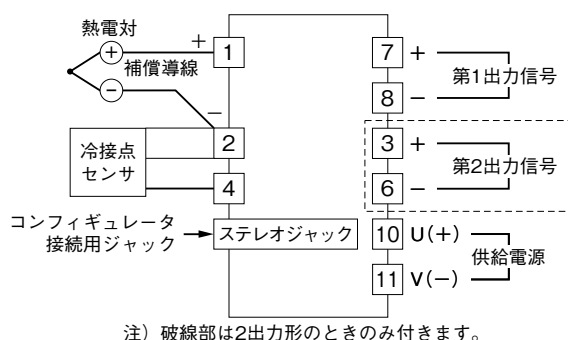 熱電対
+
+
1
補償導線
−
−
2
冷接点
センサ
4
コンフィギュレータ
接続用ジャック
ステレオジャック
7
+
第1出力信号
8
−
3
+
第2出力信号
6
−
10
U(+)
供給電源
11
V(−)
注）破線部は2出力形のときのみ付きます。